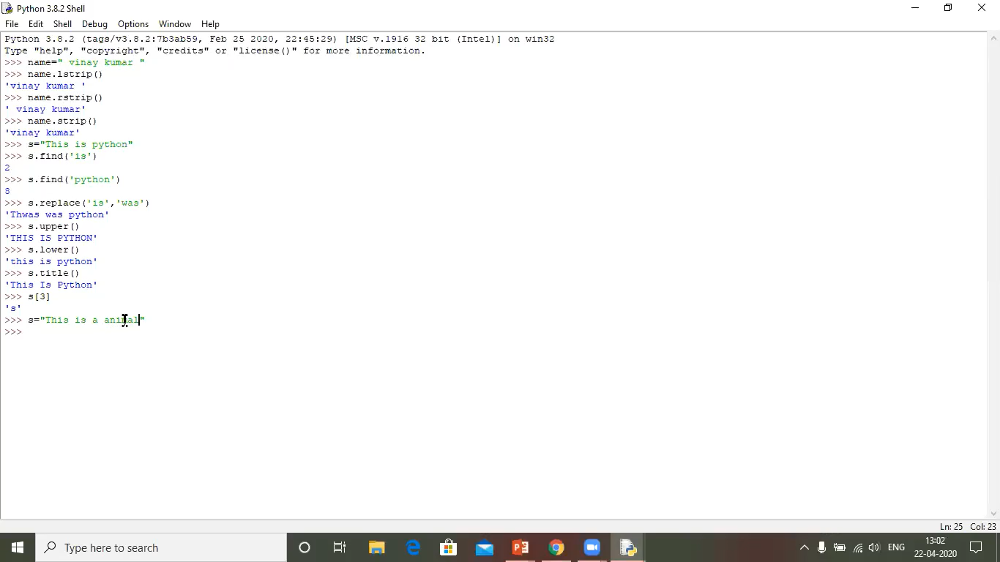 Python 3.8.2 Shell
File Edit Shell Debug Options Window Help
Python 3.8.2 (tags/v3.8.2:7b3ab59, Feb 25 2020, 22:45:29) [MSC v.1916 32 bit (Intel)] on win32
Type "help", "copyright", "credits" or "license()" for more information.
>>> name=" vinay kumar "
>>> name.lstrip()
'vinay kumar '
>>> name.rstrip()
' vinay kumar'
>>> name.strip()
'vinay kumar'
>>> s="This is python"
>>> s.find('is')
2
>>> s.find('python')
8
>>> s.replace('is','was')
'Thwas was python'
>>> s.upper()
'THIS IS PYTHON'
>>> s.lower()
'this is python'
>>> s.title()
'This Is Python'
>>> s[3]
's'
>>> s="This is a animal"
>>>
Ln: 25 Col: 23
Type here to search
ENG
13:02
22-04-2020